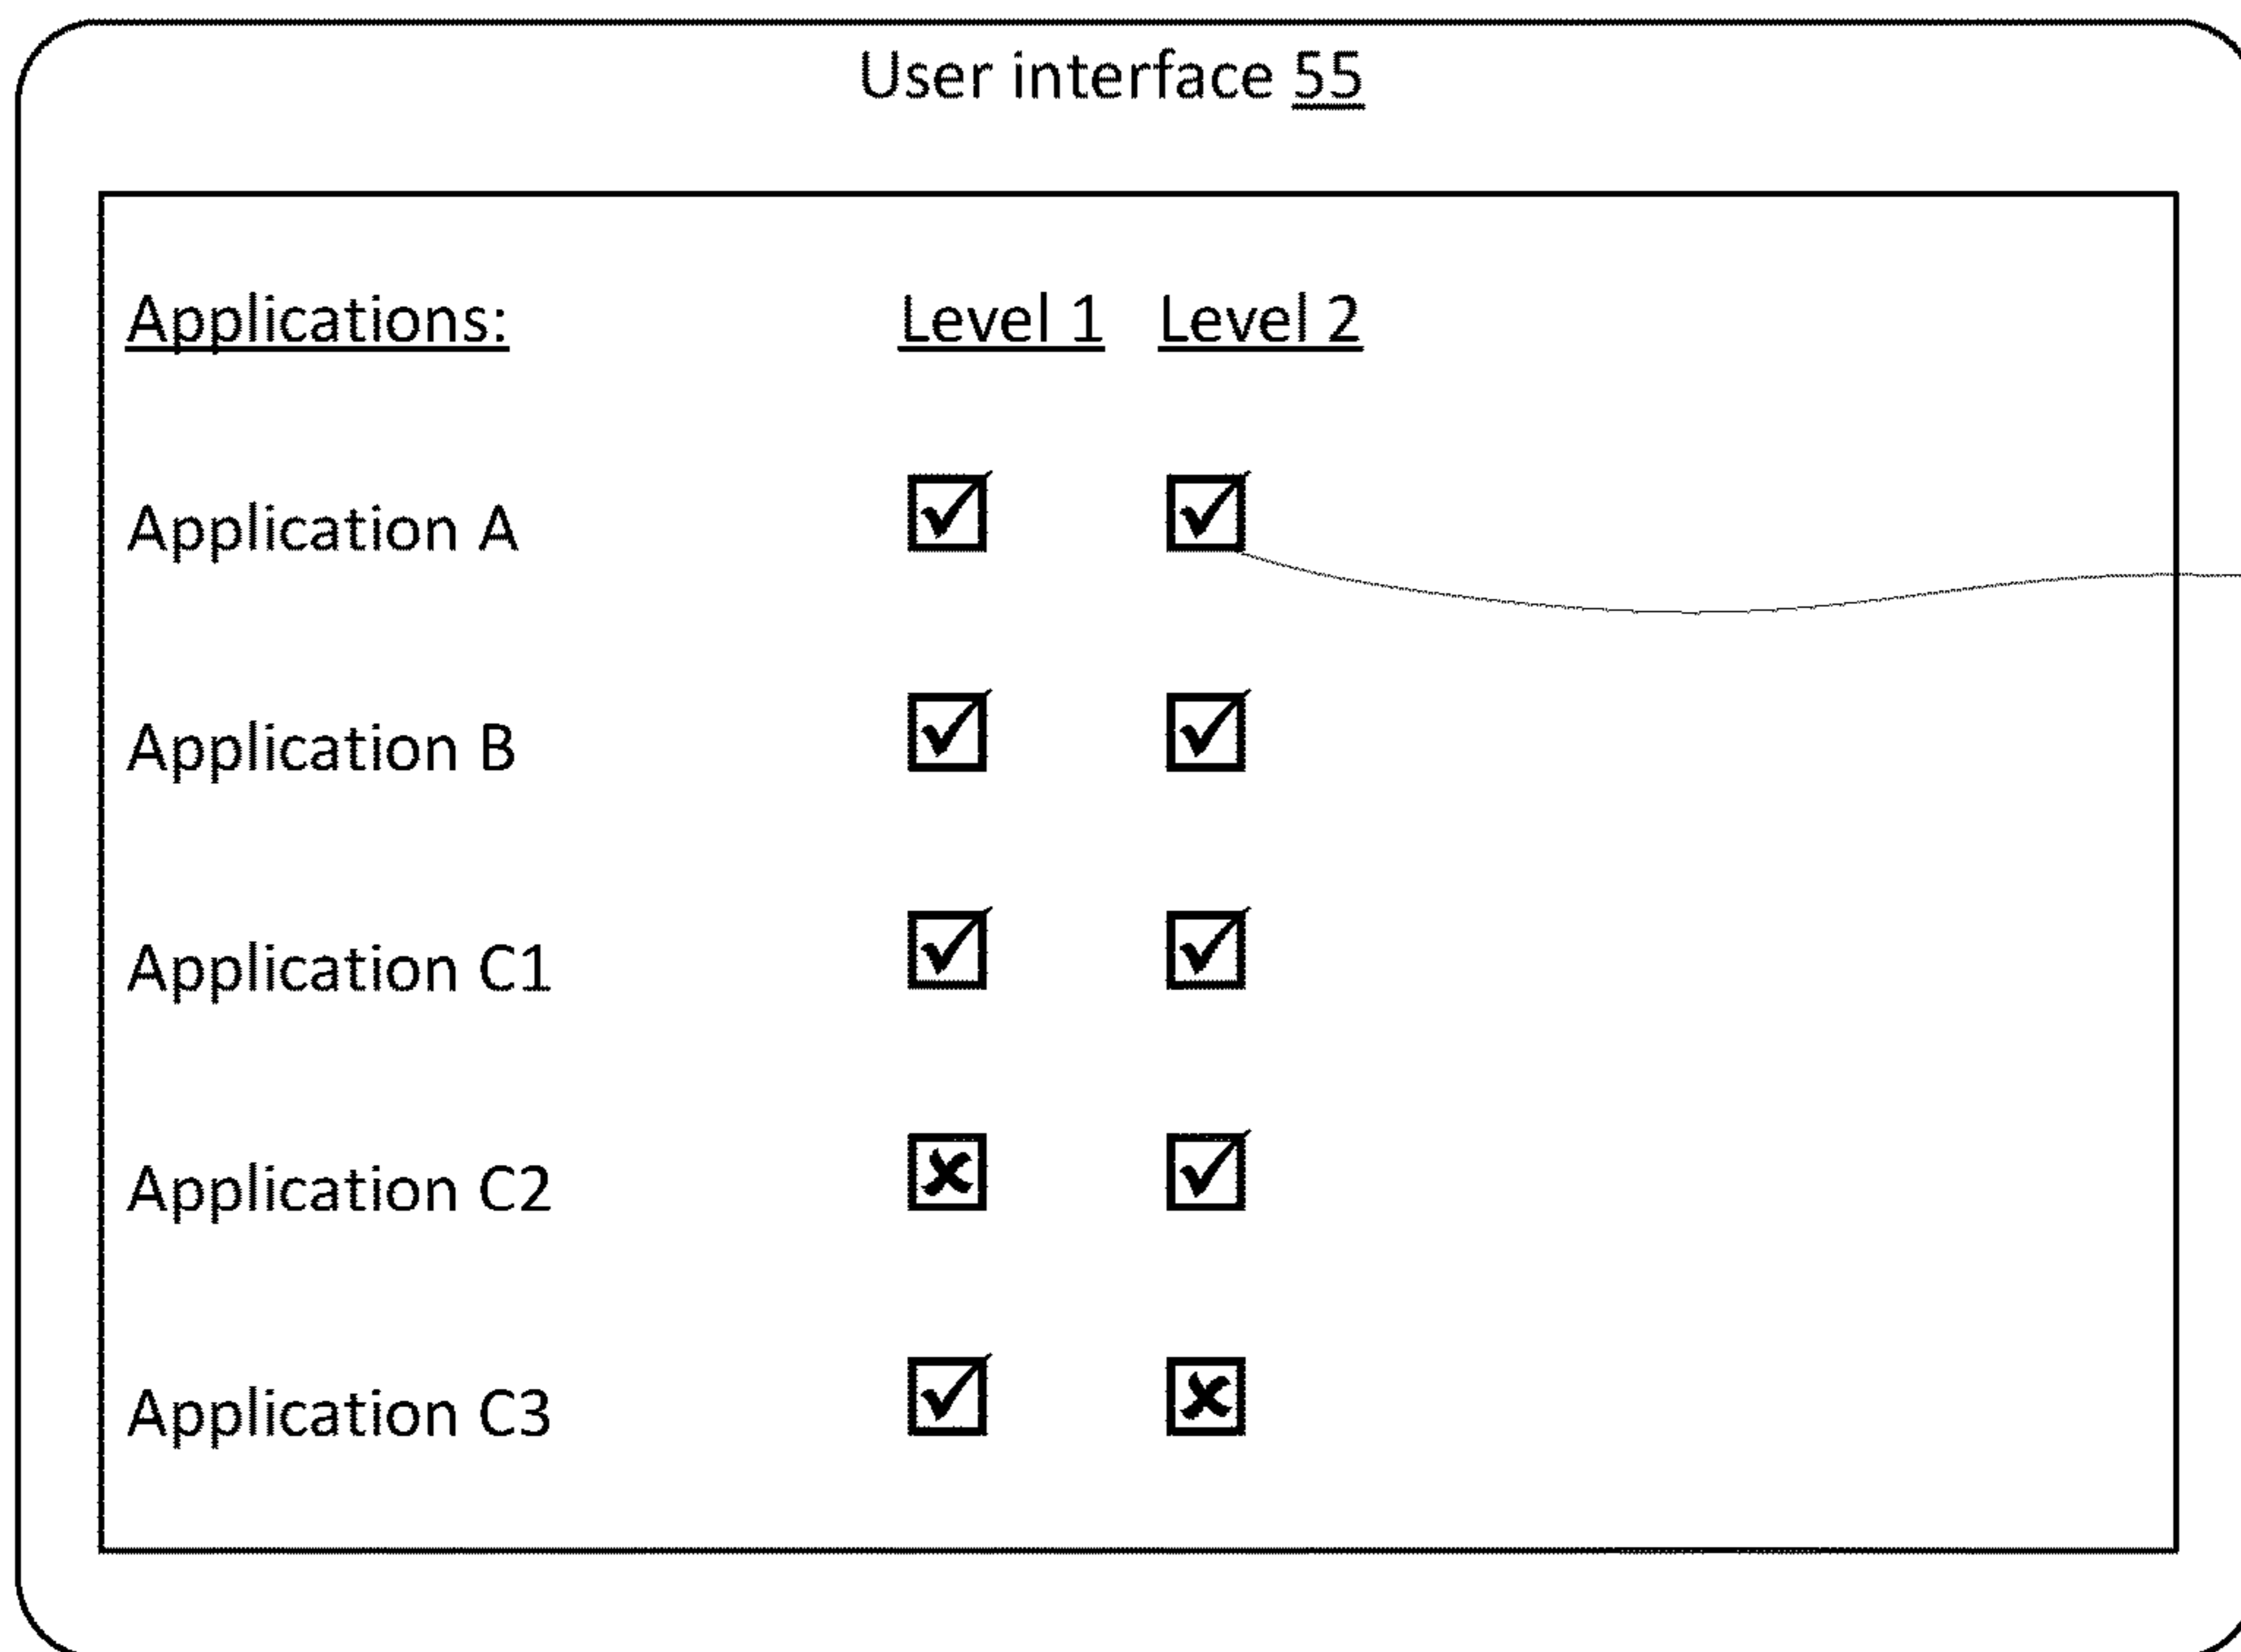 User interface 55
Applications: Level 1 Level 2
Application A
Application B
Application C1
Application C2
Application C3